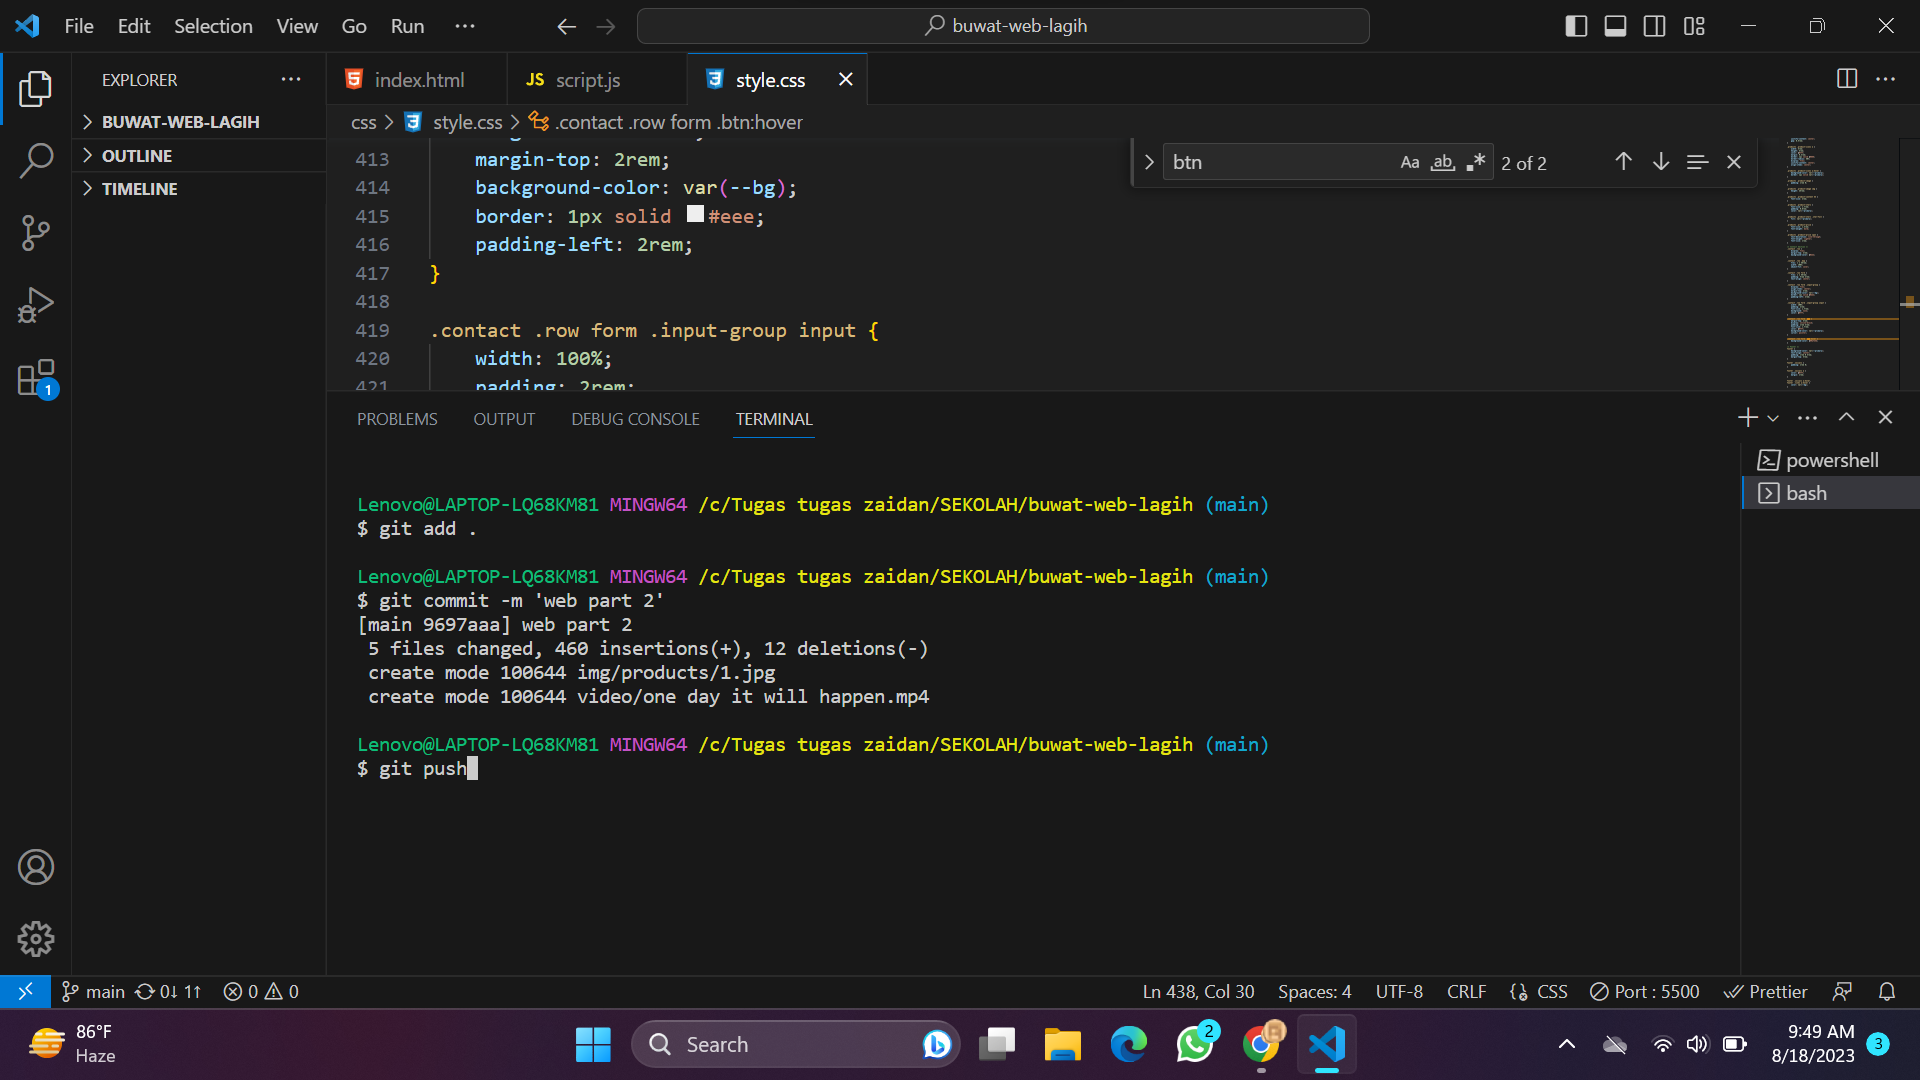 File Edit Selection View Go Run ··· buwat-web-lagih
EXPLORER ···
BUWAT-WEB-LAGIH
OUTLINE
TIMELINE
1
index.html JS script.js style.css
css > style.css > .contact .row form .btn:hover
btn Aa ab .* 2 of 2
413 margin-top: 2rem;
414 background-color: var(--bg);
415 border: 1px solid #eee;
416 padding-left: 2rem;
417 }
418
419 .contact .row form .input-group input {
420 width: 100%;
421 padding: 2rem;
PROBLEMS OUTPUT DEBUG CONSOLE TERMINAL
powershell
bash
Lenovo@LAPTOP-LQ68KM81 MINGW64 /c/Tugas tugas zaidan/SEKOLAH/buwat-web-lagih (main)
$ git add .
Lenovo@LAPTOP-LQ68KM81 MINGW64 /c/Tugas tugas zaidan/SEKOLAH/buwat-web-lagih (main)
$ git commit -m 'web part 2'
[main 9697aaa] web part 2
5 files changed, 460 insertions(+), 12 deletions(-)
create mode 100644 img/products/1.jpg
create mode 100644 video/one day it will happen.mp4
Lenovo@LAPTOP-LQ68KM81 MINGW64 /c/Tugas tugas zaidan/SEKOLAH/buwat-web-lagih (main)
$ git push
main 0↓ 1↑ 0 0 Ln 438, Col 30 Spaces: 4 UTF-8 CRLF CSS Port : 5500 Prettier
86°F
Haze
Search
2
9:49 AM
8/18/2023
3